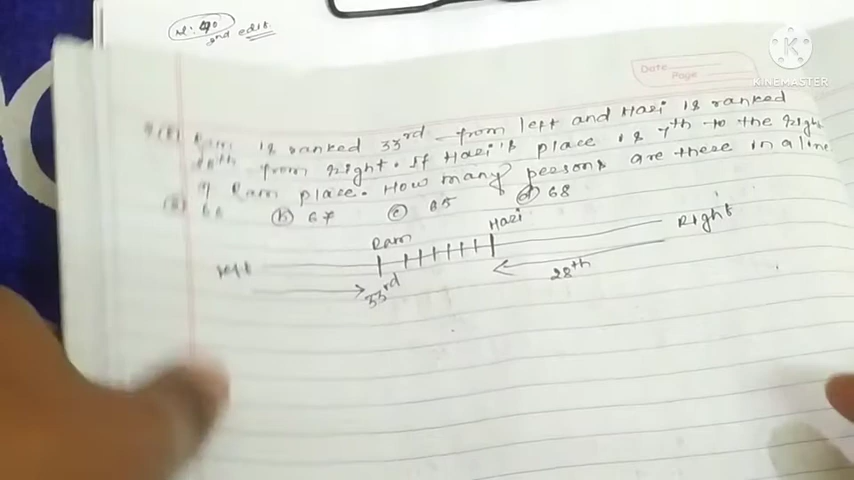 2nd edit.
Date
Page
KINEMASTER
Ram is ranked 33rd from left and Hari is ranked
from right. If Hari's place is 7th to the right
of Ram place. How many persons are there in a line
(b) 67 (c) 65 (d) 68
Ram Hari Right
left
33rd 28th